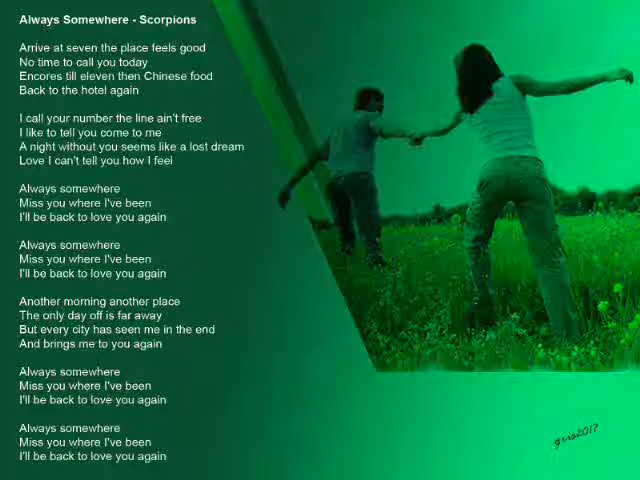 Always Somewhere - Scorpions
Arrive at seven the place feels good
No time to call you today
Encores till eleven then Chinese food
Back to the hotel again
I call your number the line ain't free
I like to tell you come to me
A night without you seems like a lost dream
Love I can't tell you how I feel
Always somewhere
Miss you where I've been
I'll be back to love you again
Always somewhere
Miss you where I've been
I'll be back to love you again
Another morning another place
The only day off is far away
But every city has seen me in the end
And brings me to you again
Always somewhere
Miss you where I've been
I'll be back to love you again
Always somewhere
Miss you where I've been
I'll be back to love you again
gris2017